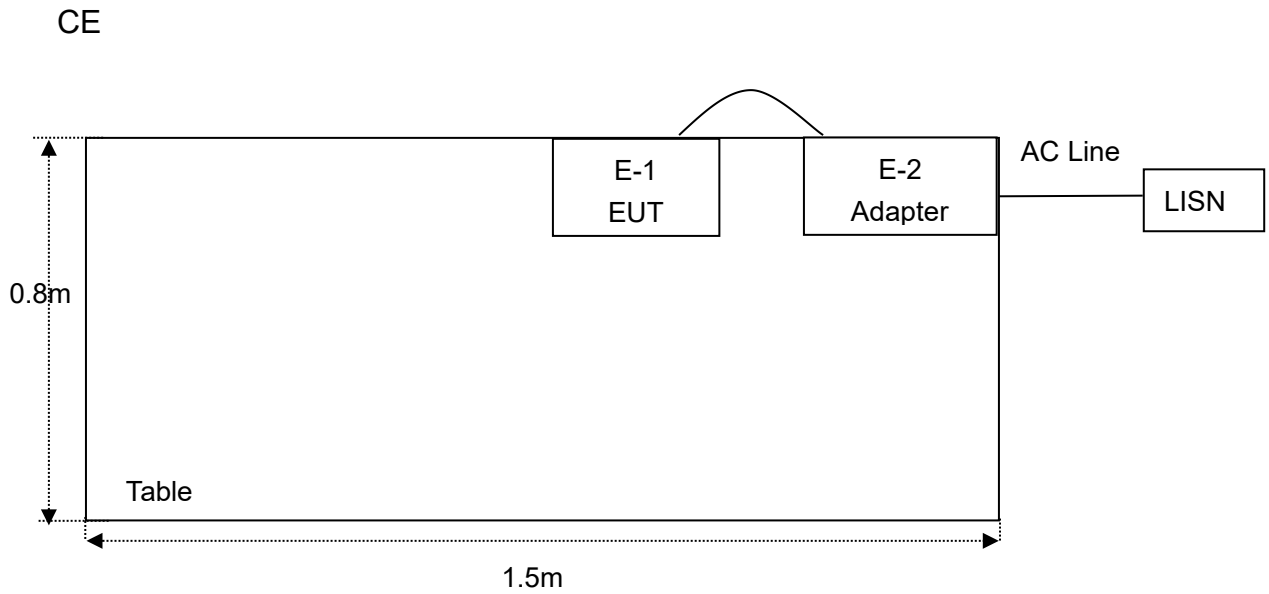 CE
E-1
EUT
E-2
Adapter
AC Line
LISN
0.8m
Table
1.5m